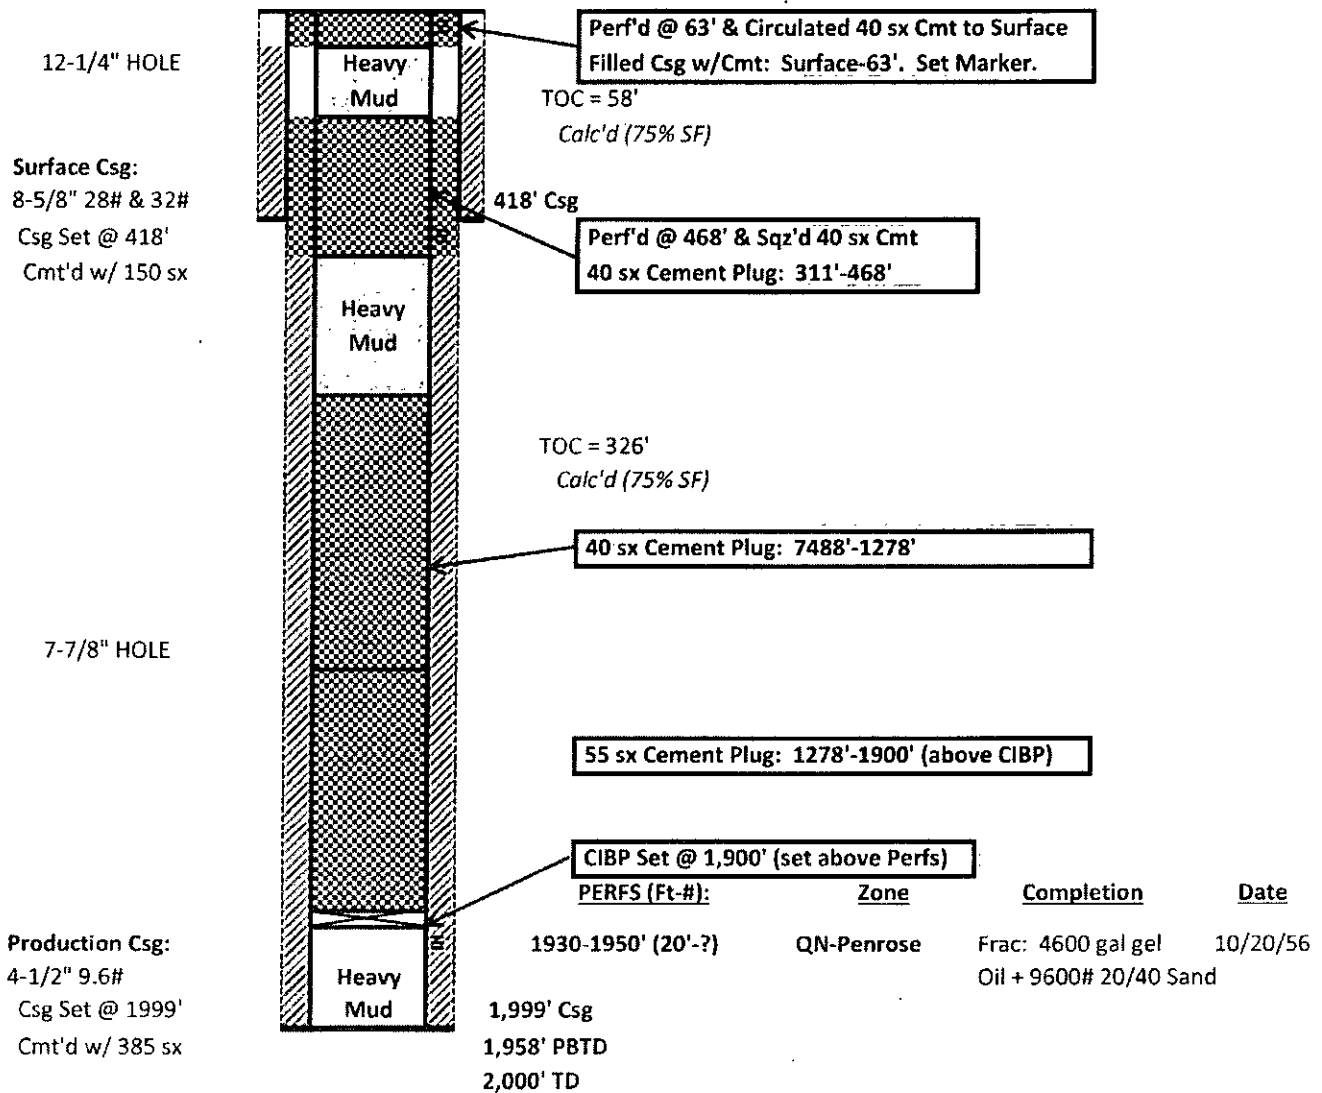 Perf'd @ 63' & Circulated 40 sx Cmt to Surface
Filled Csg w/Cmt: Surface-63'. Set Marker.
12-1/4" HOLE
Heavy
Mud
TOC = 58'
Calc'd (75% SF)
Surface Csg:
8-5/8" 28# & 32#
Csg Set @ 418'
Cmt'd w/ 150 sx
418' Csg
Perf'd @ 468' & Sqz'd 40 sx Cmt
40 sx Cement Plug: 311'-468'
Heavy
Mud
TOC = 326'
Calc'd (75% SF)
40 sx Cement Plug: 7488'-1278'
7-7/8" HOLE
55 sx Cement Plug: 1278'-1900' (above CIBP)
CIBP Set @ 1,900' (set above Perfs)
PERFS (Ft-#): Zone Completion Date
1930-1950' (20'-?) QN-Penrose Frac: 4600 gal gel 10/20/56
Oil + 9600# 20/40 Sand
Production Csg:
4-1/2" 9.6#
Csg Set @ 1999'
Cmt'd w/ 385 sx
Heavy
Mud
1,999' Csg
1,958' PBTD
2,000' TD